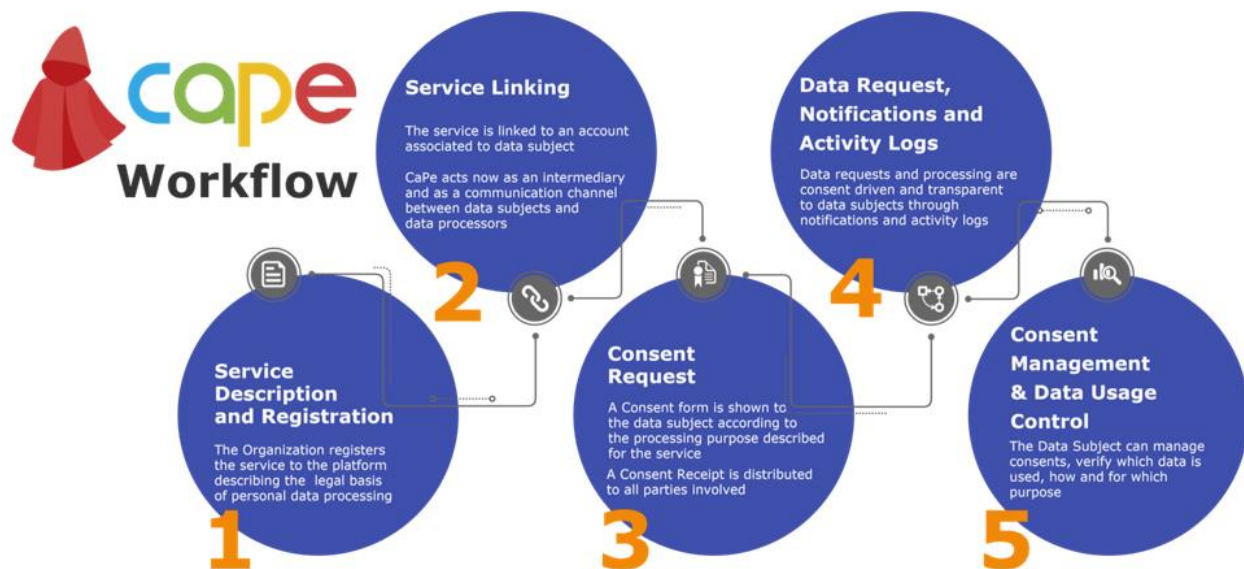 cape
Workflow
Service
Description
and Registration
The Organization registers
the service to the platform
describing the legal basis
of personal data processing
1
Service Linking
The service is linked to an account
associated to data subject
CaPe acts now as an intermediary
and as a communication channel
between data subjects and
data processors
2
Consent
Request
A Consent form is shown to
the data subject according to
the processing purpose described
for the service
A Consent Receipt is distributed
to all parties involved
3
Data Request,
Notifications and
Activity Logs
Data requests and processing are
consent driven and transparent
to data subjects through
notifications and activity logs
4
Consent
Management
& Data Usage
Control
The Data Subject can manage
consents, verify which data is
used, how and for which
purpose
5